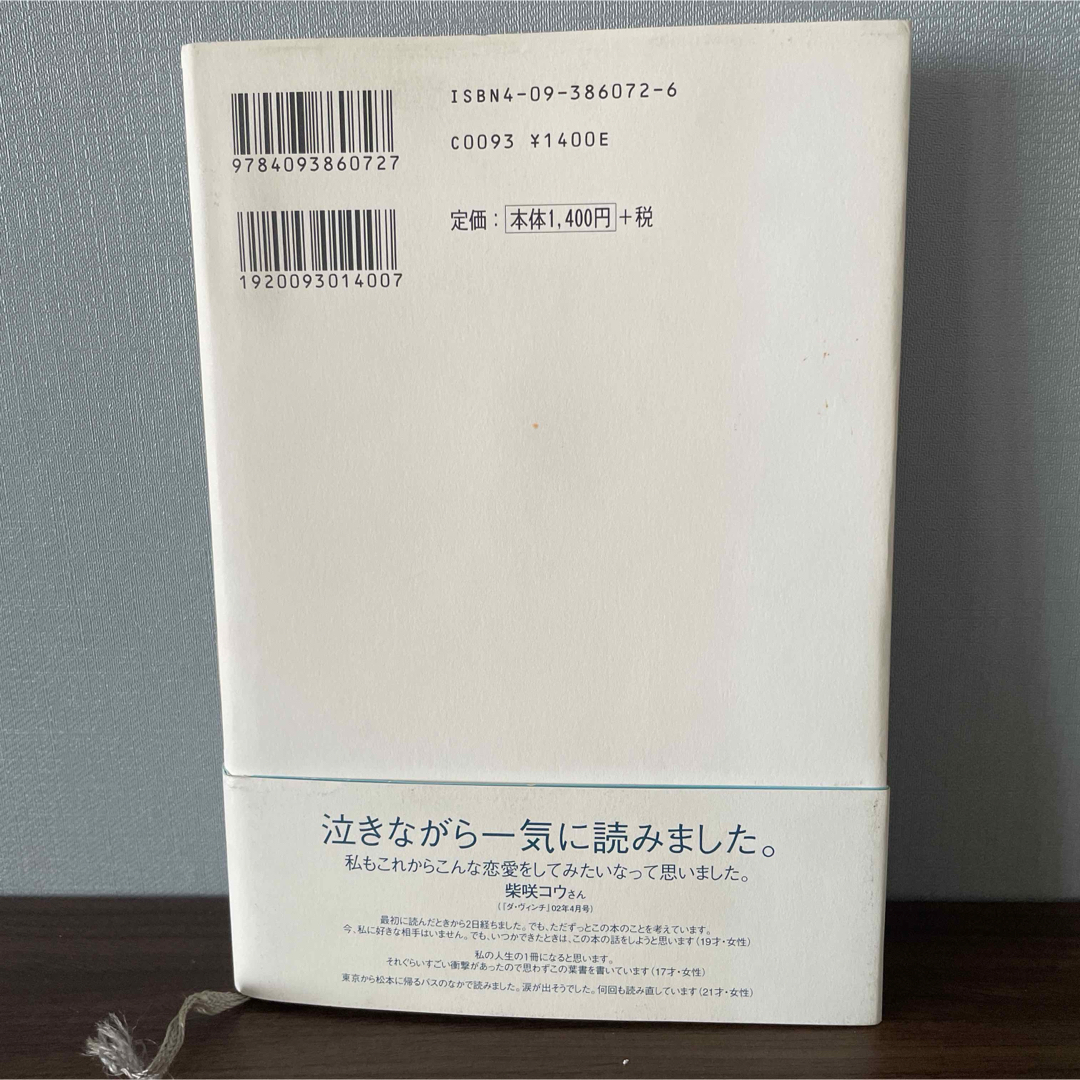 9784093860727
1920093014007
ISBN4-09-386072-6
C0093 ¥1400E
定価：本体1,400円＋税
泣きながら一気に読みました。
私もこれからこんな恋愛をしてみたいなって思いました。
柴咲コウさん
（『ダ・ヴィンチ』02年4月号）
最初に読んだときから2日経ちました。でも、ただずっとこの本のことを考えています。
今、私に好きな相手はいません。でも、いつかできたときは、この本の話をしようと思います（19才・女性）
私の人生の1冊になると思います。
それぐらいすごい衝撃があったので思わずこの葉書を書いています（17才・女性）
東京から松本に帰るバスのなかで読みました。涙が出そうでした。何回も読み直しています（21才・女性）